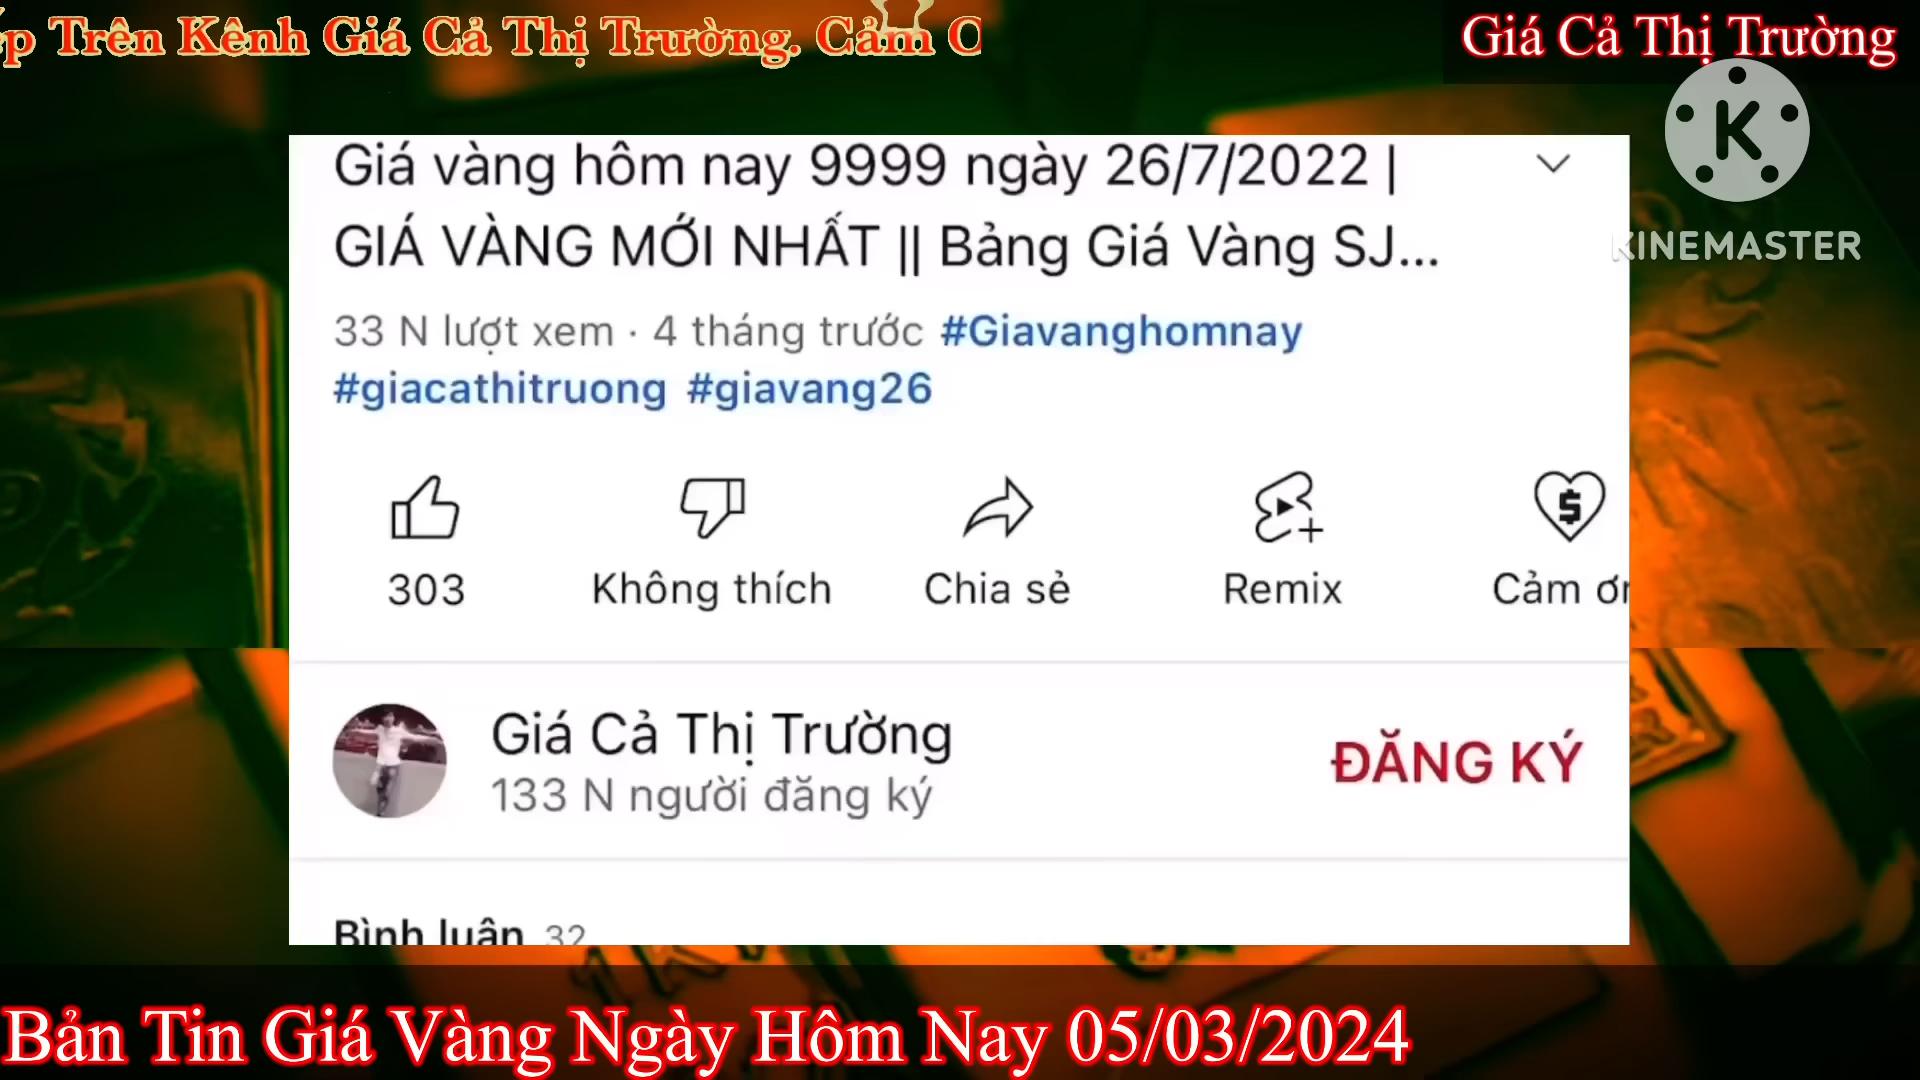 Trên Kênh Giá Cả Thị Trường. Cảm
Giá Cả Thị Trường
K
KINEMASTER
Giá vàng hôm nay 9999 ngày 26/7/2022 |
GIÁ VÀNG MỚI NHẤT || Bảng Giá Vàng SJ...
33 N lượt xem · 4 tháng trước #Giavanghomnay
#giacathitruong #giavang26
303 Không thích Chia sẻ Remix Cảm ơn
Giá Cả Thị Trường
133 N người đăng ký
ĐĂNG KÝ
Bình luận 32
Bản Tin Giá Vàng Ngày Hôm Nay 05/03/2024